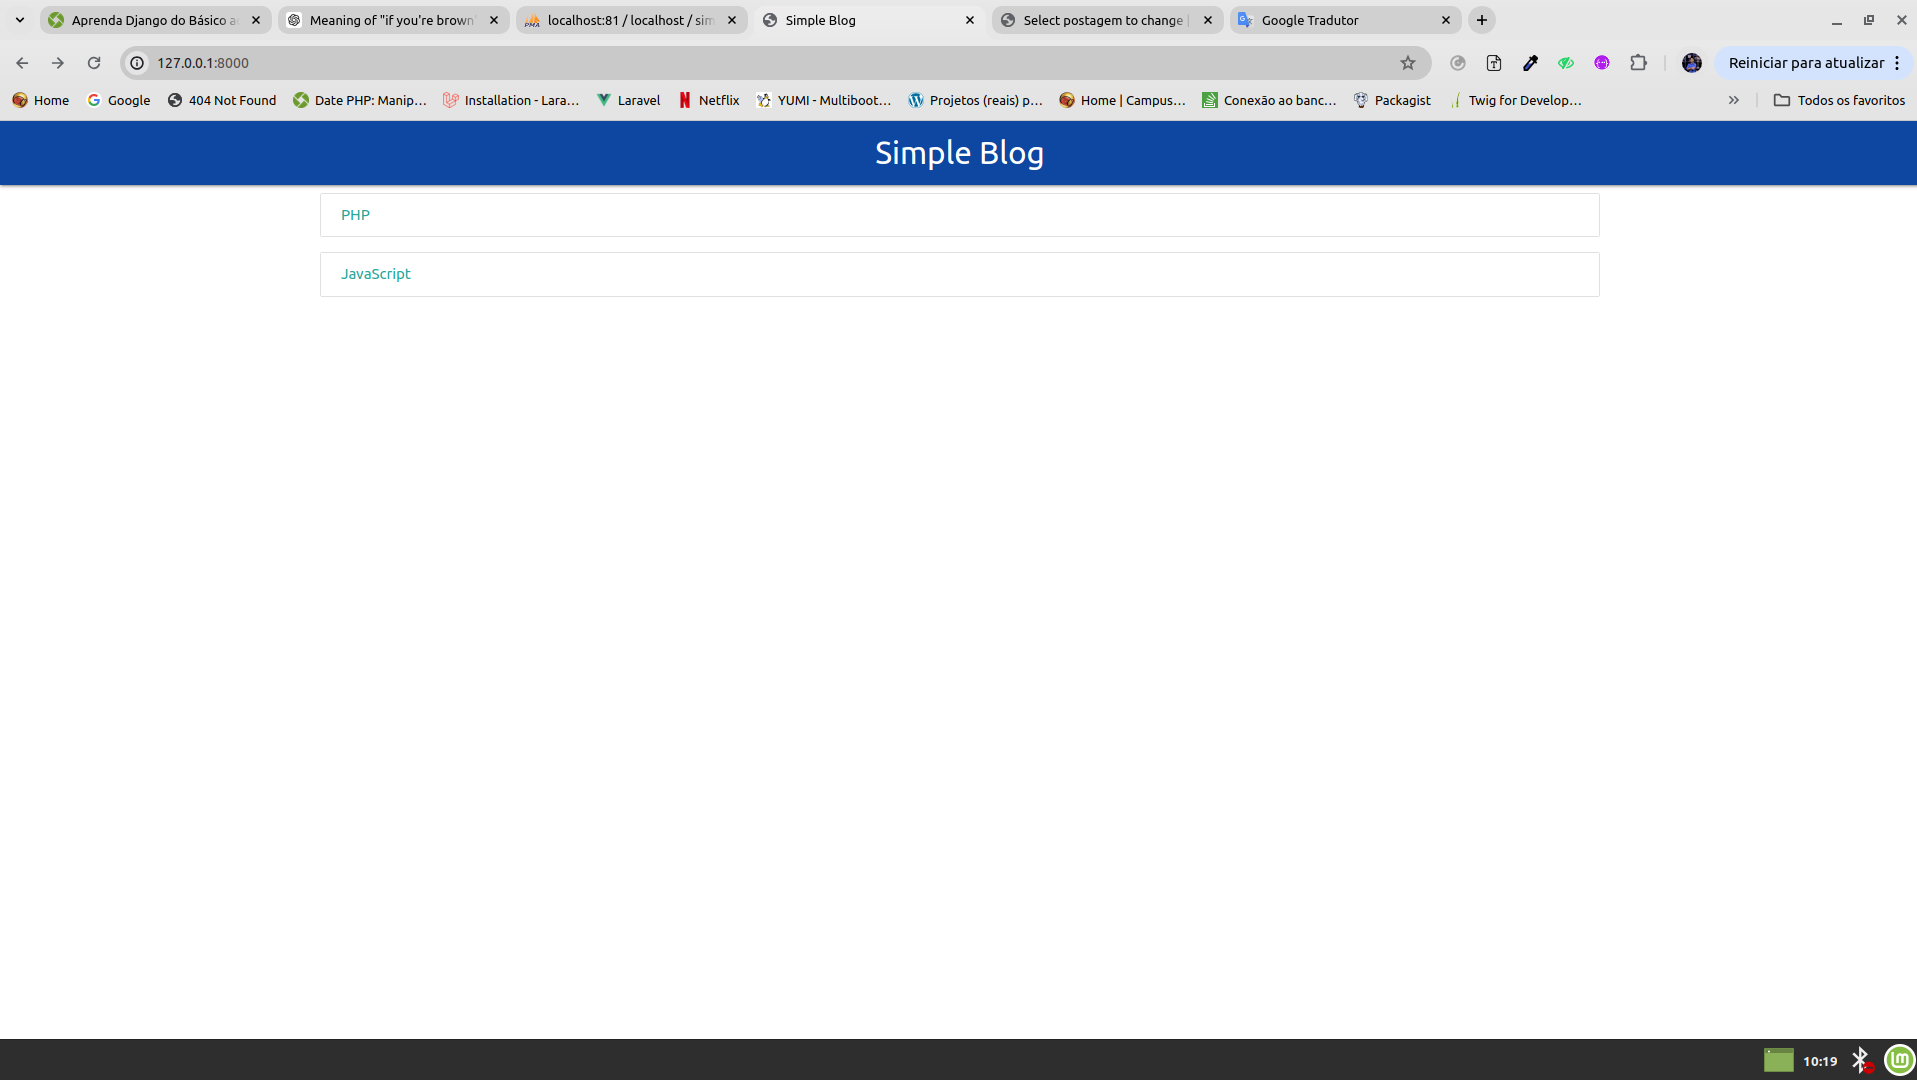 Aprenda Django do Básico a
Meaning of "if you're brown"
localhost:81 / localhost / sim
Simple Blog
Select postagem to change |
Google Tradutor
127.0.0.1:8000
Reiniciar para atualizar
Home
Google
404 Not Found
Date PHP: Manip...
Installation - Lara...
Laravel
Netflix
YUMI - Multiboot...
Projetos (reais) p...
Home | Campus...
Conexão ao banc...
Packagist
Twig for Develop...
Todos os favoritos
Simple Blog
PHP
JavaScript
10:19